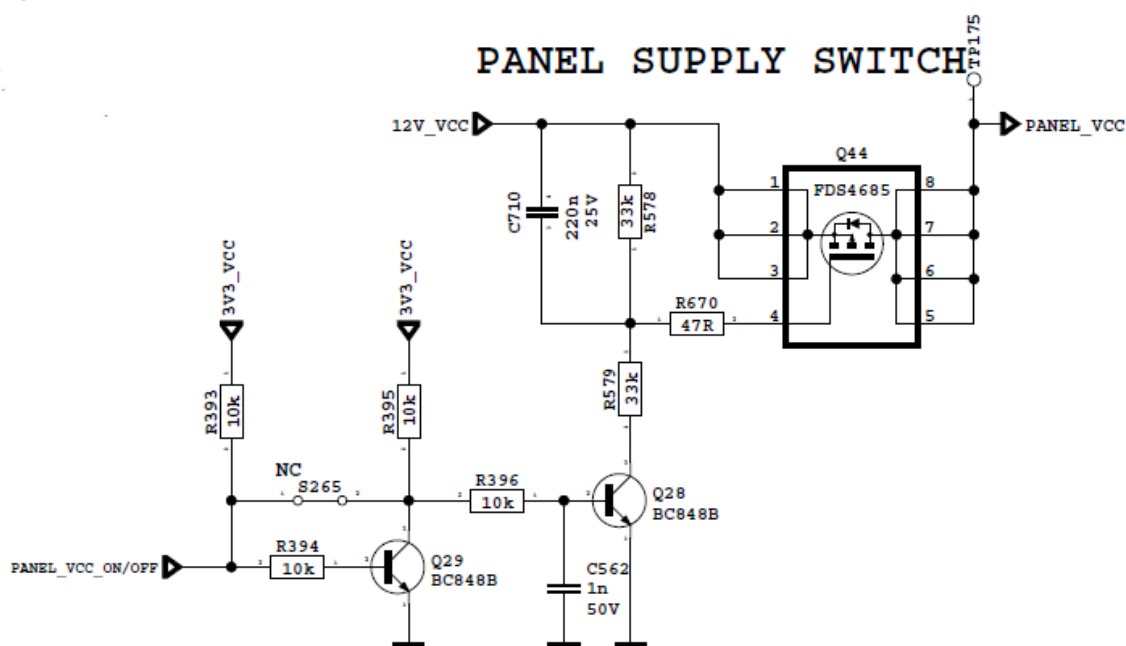 PANEL SUPPLY SWITCH
TP175
12V_VCC
PANEL_VCC
Q44
FDS4685
1
2
3
4
8
7
6
5
C710
220n
25V
33k
R578
R670
47R
3V3_VCC
3V3_VCC
R393
10k
R395
10k
R579
33k
NC
S265
R396
10k
Q28
BC848B
PANEL_VCC_ON/OFF
R394
10k
Q29
BC848B
C562
1n
50V